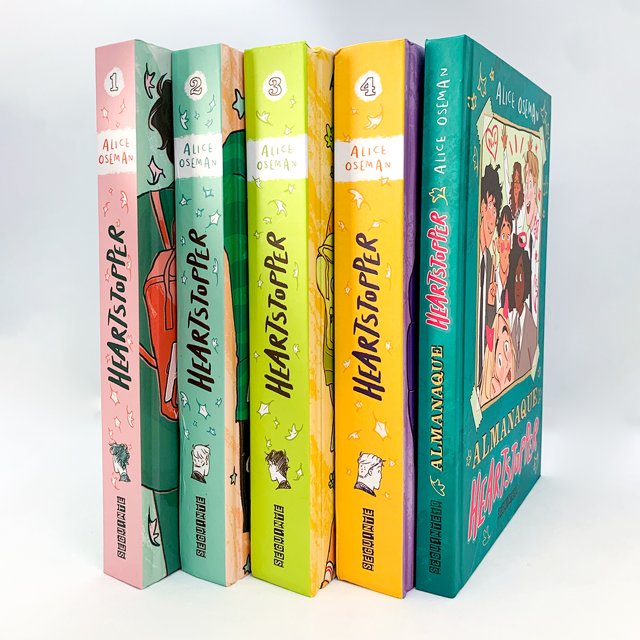 1
ALICE
OSEMAN
HEARTSTOPPER
SEGUINTE
2
ALICE
OSEMAN
HEARTSTOPPER
SEGUINTE
3
ALICE
OSEMAN
HEARTSTOPPER
SEGUINTE
4
ALICE
OSEMAN
HEARTSTOPPER
SEGUINTE
ALICE OSEMAN
HEARTSTOPPER
ALMANAQUE
SEGUINTE
ALICE OSEMAN
ALMANAQUE
HEARTSTOPPER